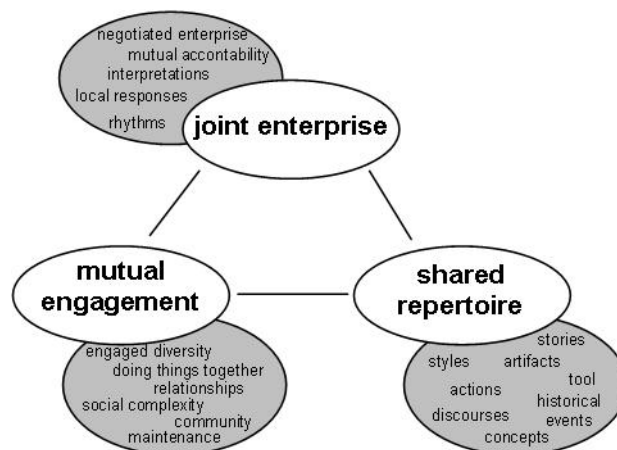 negotiated enterprise
mutual accontability
interpretations
local responses
rhythms
joint enterprise
mutual
engagement
engaged diversity
doing things together
relationships
social complexity
community
maintenance
shared
repertoire
stories
styles artifacts
tool
actions
historical
discourses
events
concepts